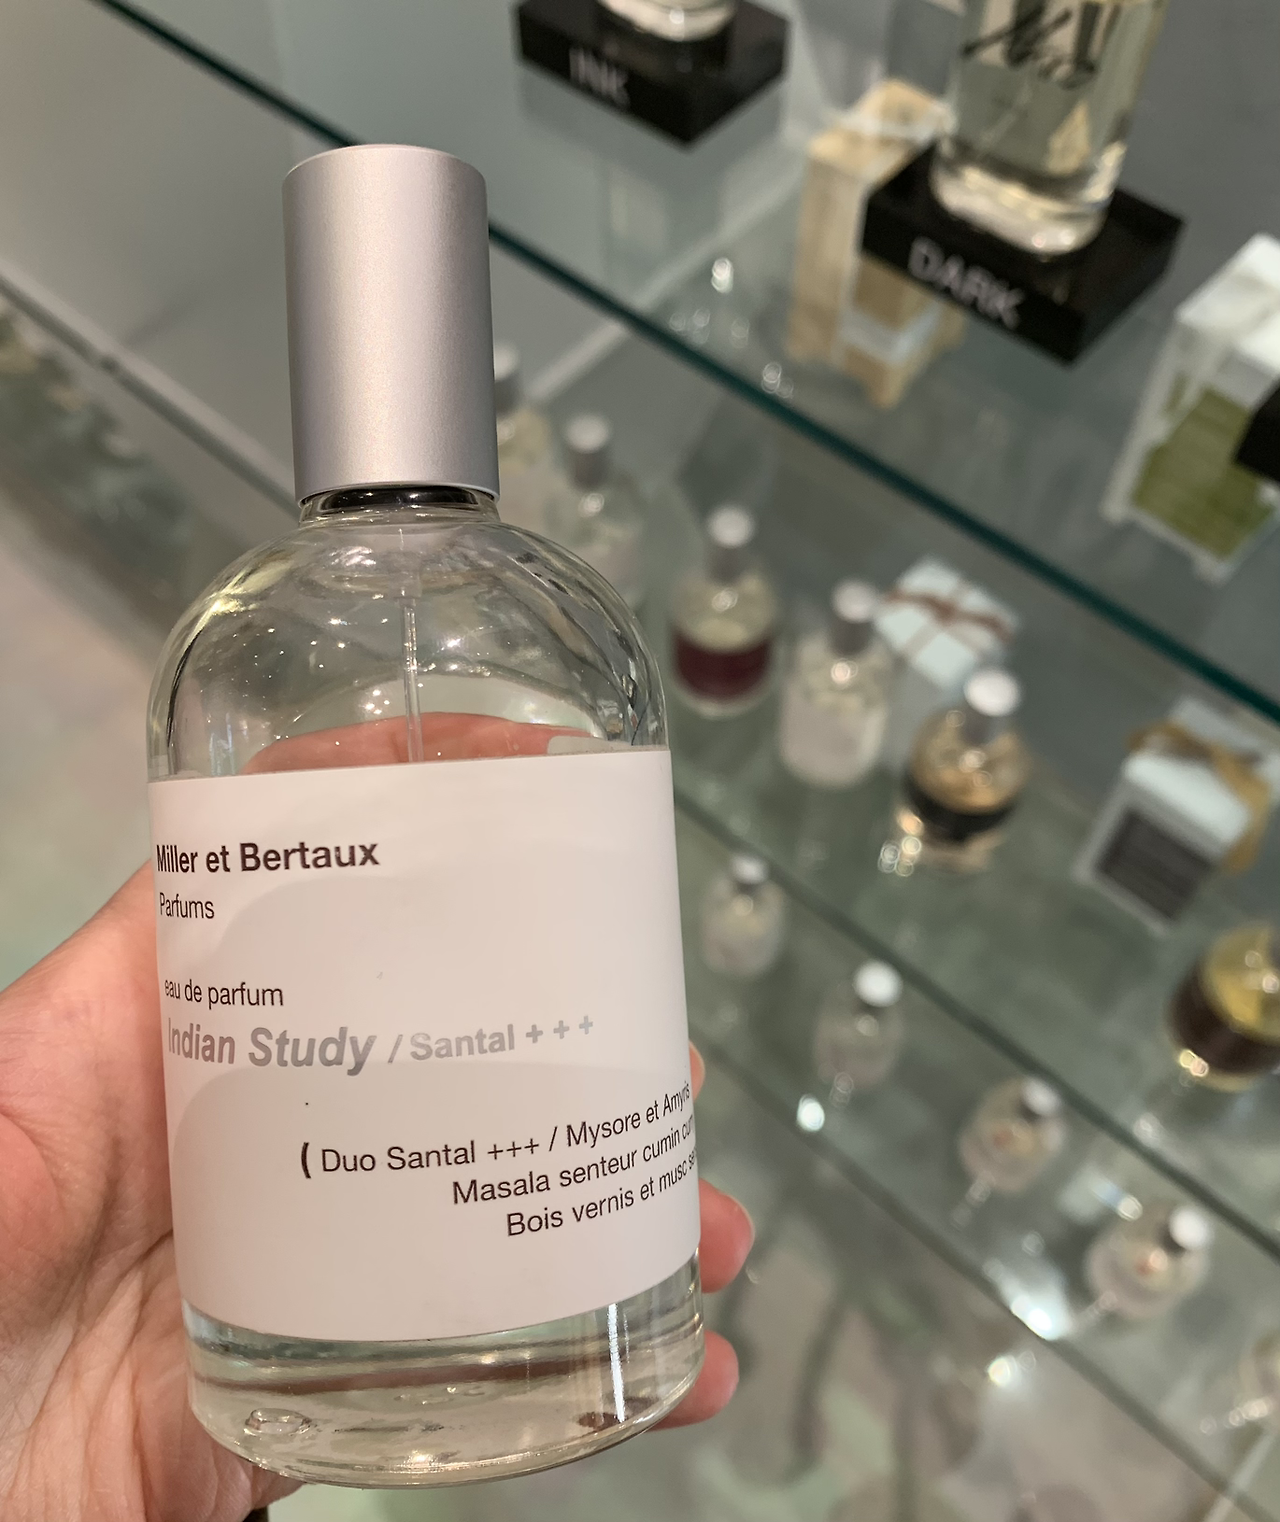 INK
DARK
Miller et Bertaux
Parfums
eau de parfum
Indian Study / Santal + + +
( Duo Santal +++ / Mysore et Amyris
Masala senteur cumin
Bois vernis et musc